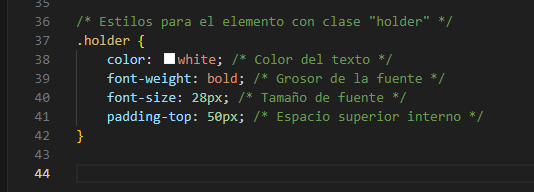 35
36 /* Estilos para el elemento con clase "holder" */
37 .holder {
38 color: white; /* Color del texto */
39 font-weight: bold; /* Grosor de la fuente */
40 font-size: 28px; /* Tamaño de fuente */
41 padding-top: 50px; /* Espacio superior interno */
42 }
43
44